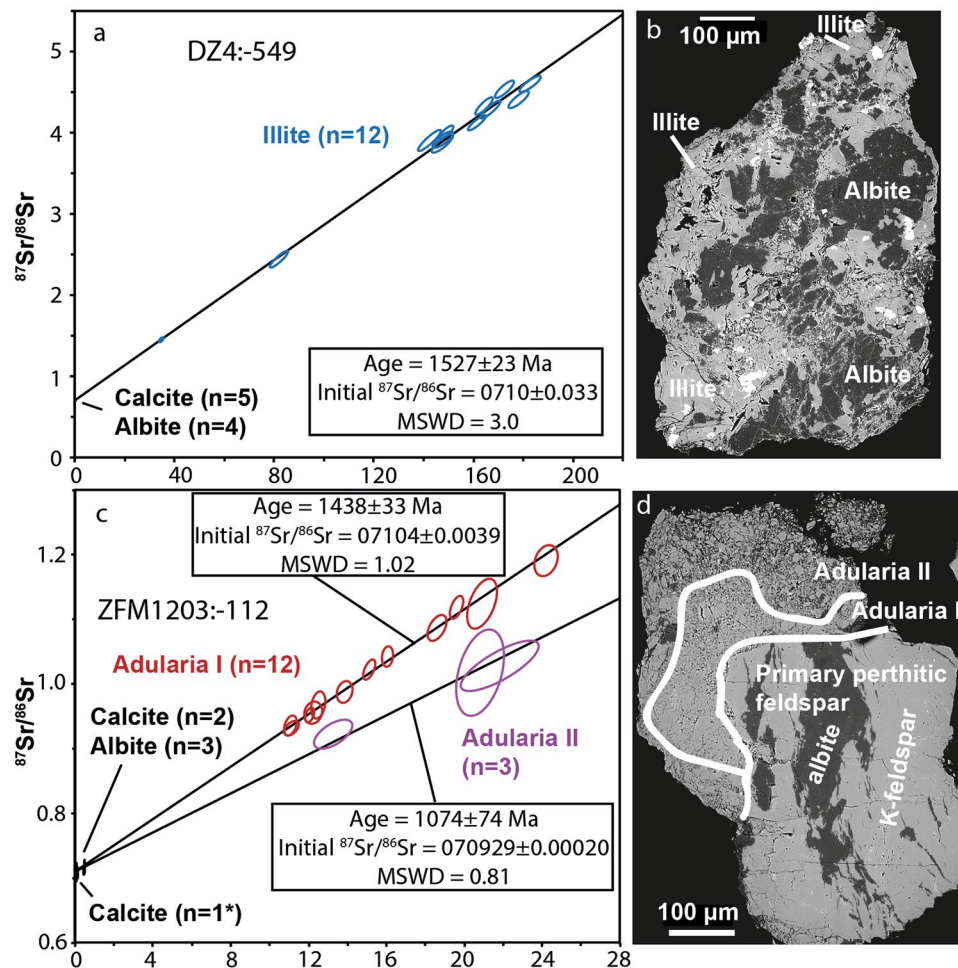 a
DZ4:-549
Illite (n=12)
⁸⁷Sr/⁸⁶Sr
5
4
3
2
1
0
Calcite (n=5)
Albite (n=4)
Age = 1527±23 Ma
Initial ⁸⁷Sr/⁸⁶Sr = 0710±0.033
MSWD = 3.0
0 40 80 120 160 200
b
100 µm
Illite
Illite
Albite
Illite
Albite
c
Age = 1438±33 Ma
Initial ⁸⁷Sr/⁸⁶Sr = 07104±0.0039
MSWD = 1.02
ZFM1203:-112
Adularia I (n=12)
Calcite (n=2)
Albite (n=3)
Adularia II
(n=3)
⁸⁷Sr/⁸⁶Sr
1.2
1.0
0.8
0.6
Age = 1074±74 Ma
Initial ⁸⁷Sr/⁸⁶Sr = 070929±0.00020
MSWD = 0.81
Calcite (n=1*)
0 4 8 12 16 20 24 28
d
Adularia II
Adularia I
Primary perthitic
feldspar
albite
K-feldspar
100 µm